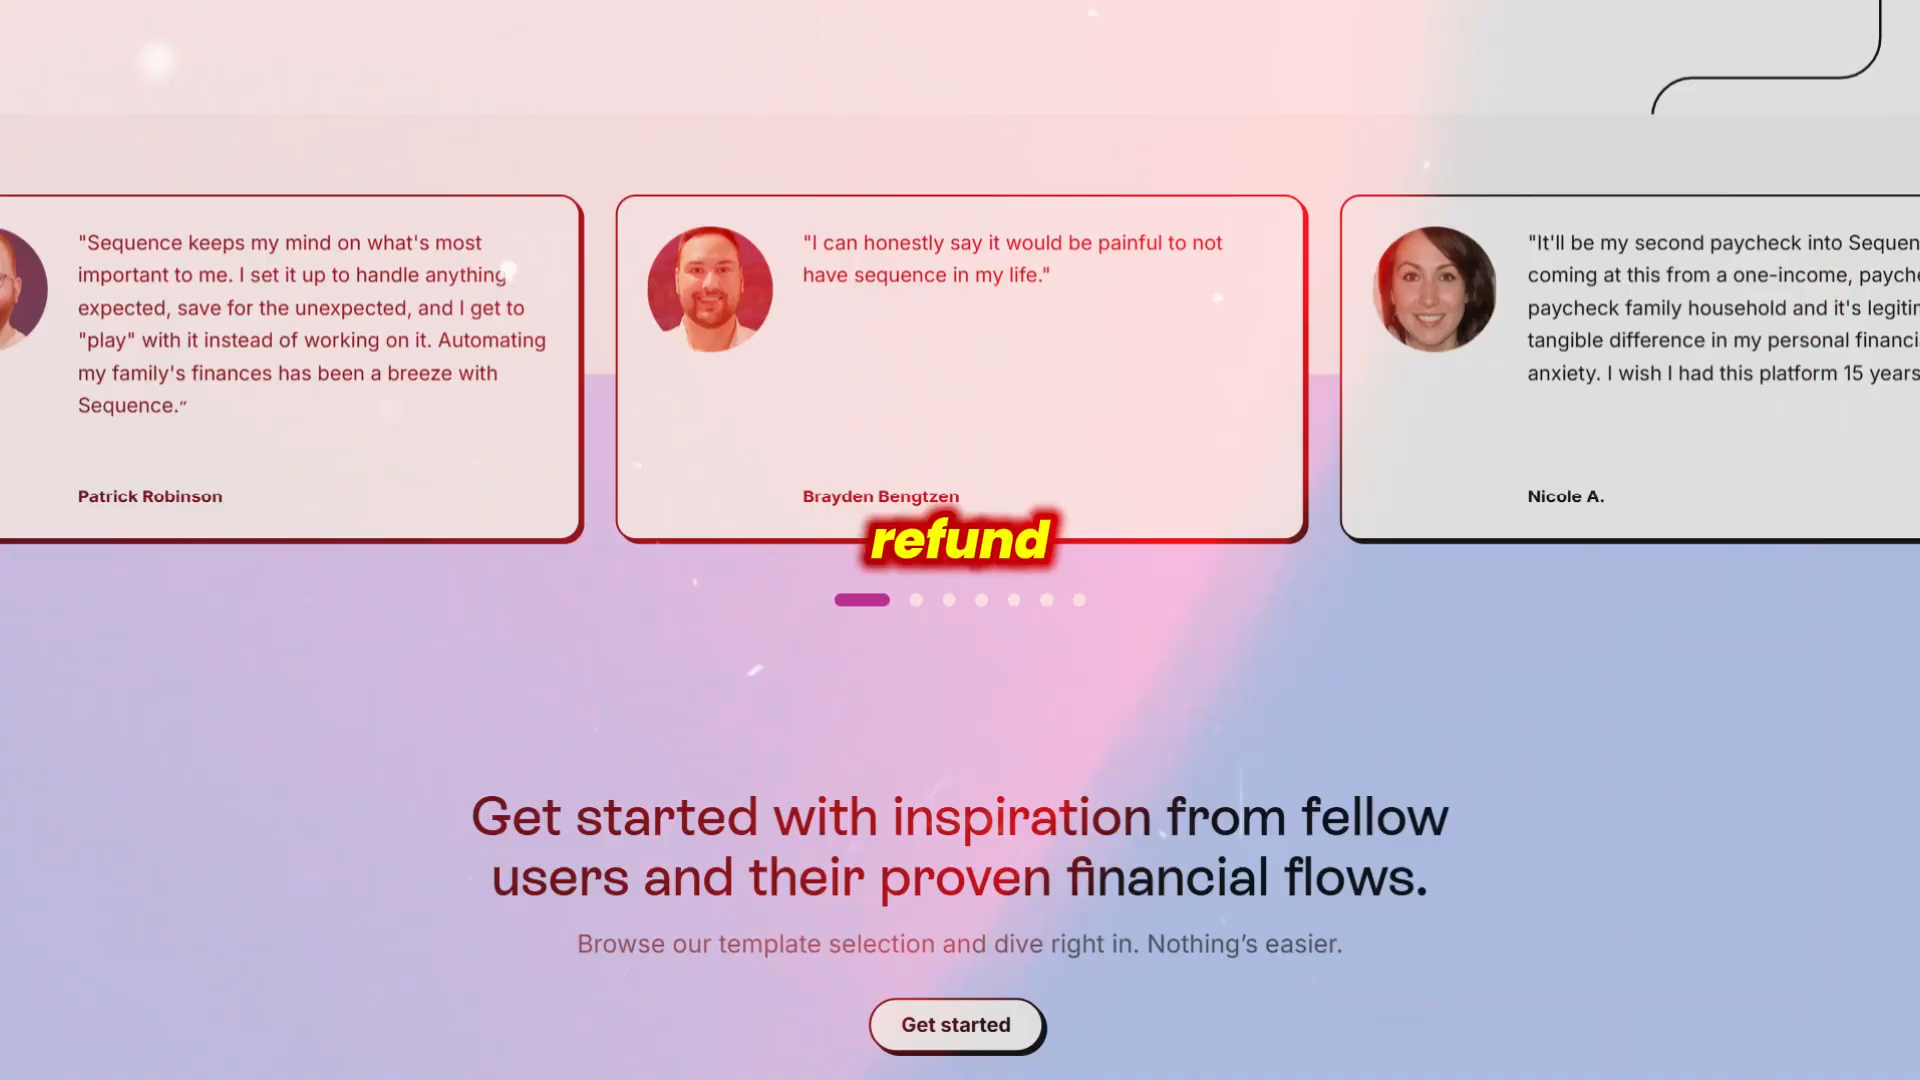 "Sequence keeps my mind on what's most
important to me. I set it up to handle anything
expected, save for the unexpected, and I get to
"play" with it instead of working on it. Automating
my family's finances has been a breeze with
Sequence."
Patrick Robinson
"I can honestly say it would be painful to not
have sequence in my life."
Brayden Bengtzen
"It'll be my second paycheck into Sequen
coming at this from a one-income, payche
paycheck family household and it's legitin
tangible difference in my personal financi
anxiety. I wish I had this platform 15 years
Nicole A.
refund
Get started with inspiration from fellow
users and their proven financial flows.
Browse our template selection and dive right in. Nothing’s easier.
Get started